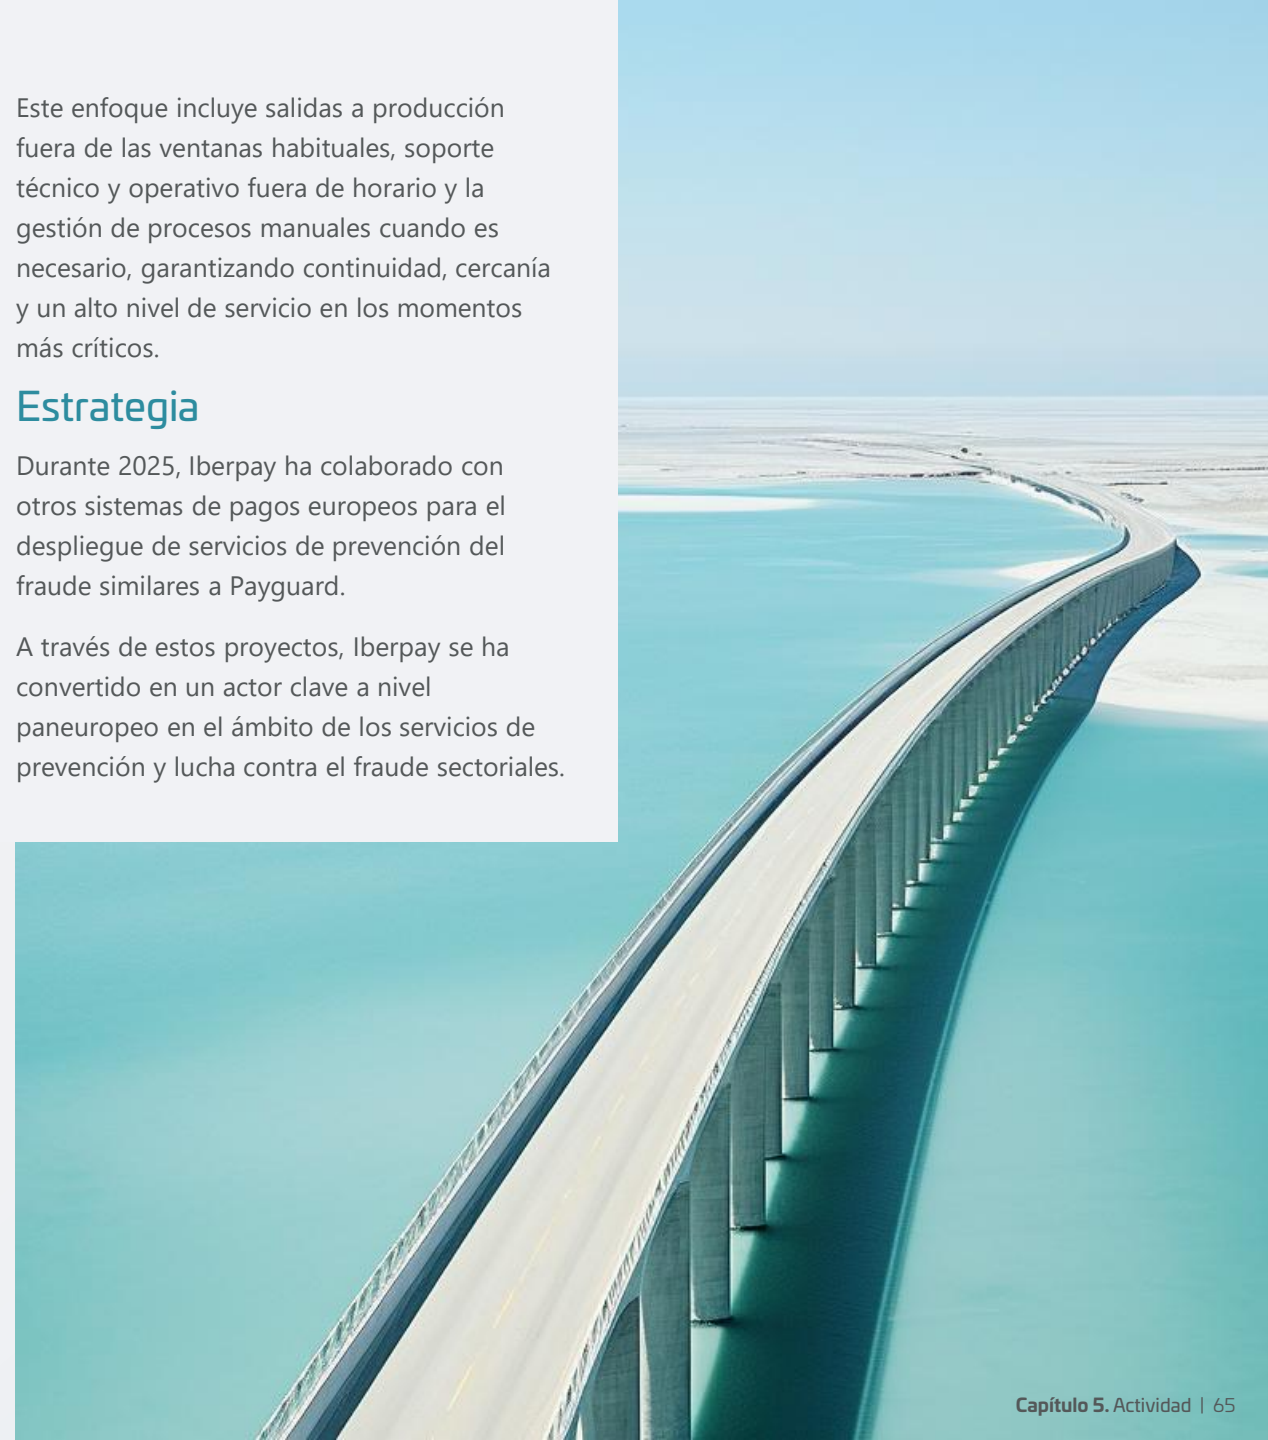 Este enfoque incluye salidas a producción
fuera de las ventanas habituales, soporte
técnico y operativo fuera de horario y la
gestión de procesos manuales cuando es
necesario, garantizando continuidad, cercanía
y un alto nivel de servicio en los momentos
más críticos.
Estrategia
Durante 2025, Iberpay ha colaborado con
otros sistemas de pagos europeos para el
despliegue de servicios de prevención del
fraude similares a Payguard.
A través de estos proyectos, Iberpay se ha
convertido en un actor clave a nivel
paneuropeo en el ámbito de los servicios de
prevención y lucha contra el fraude sectoriales.
Capítulo 5. Actividad | 65